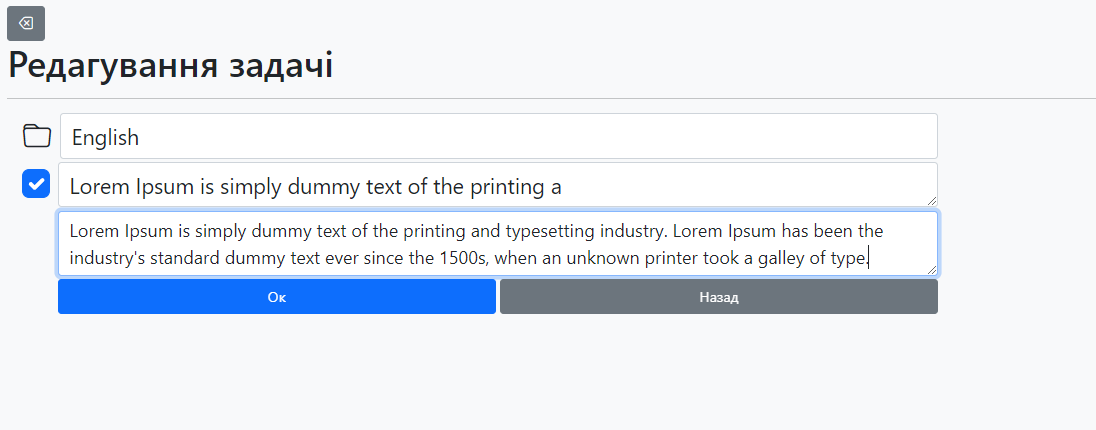 Редагування задачі
English
Lorem Ipsum is simply dummy text of the printing a
Lorem Ipsum is simply dummy text of the printing and typesetting industry. Lorem Ipsum has been the
industry's standard dummy text ever since the 1500s, when an unknown printer took a galley of type.
Ок
Назад